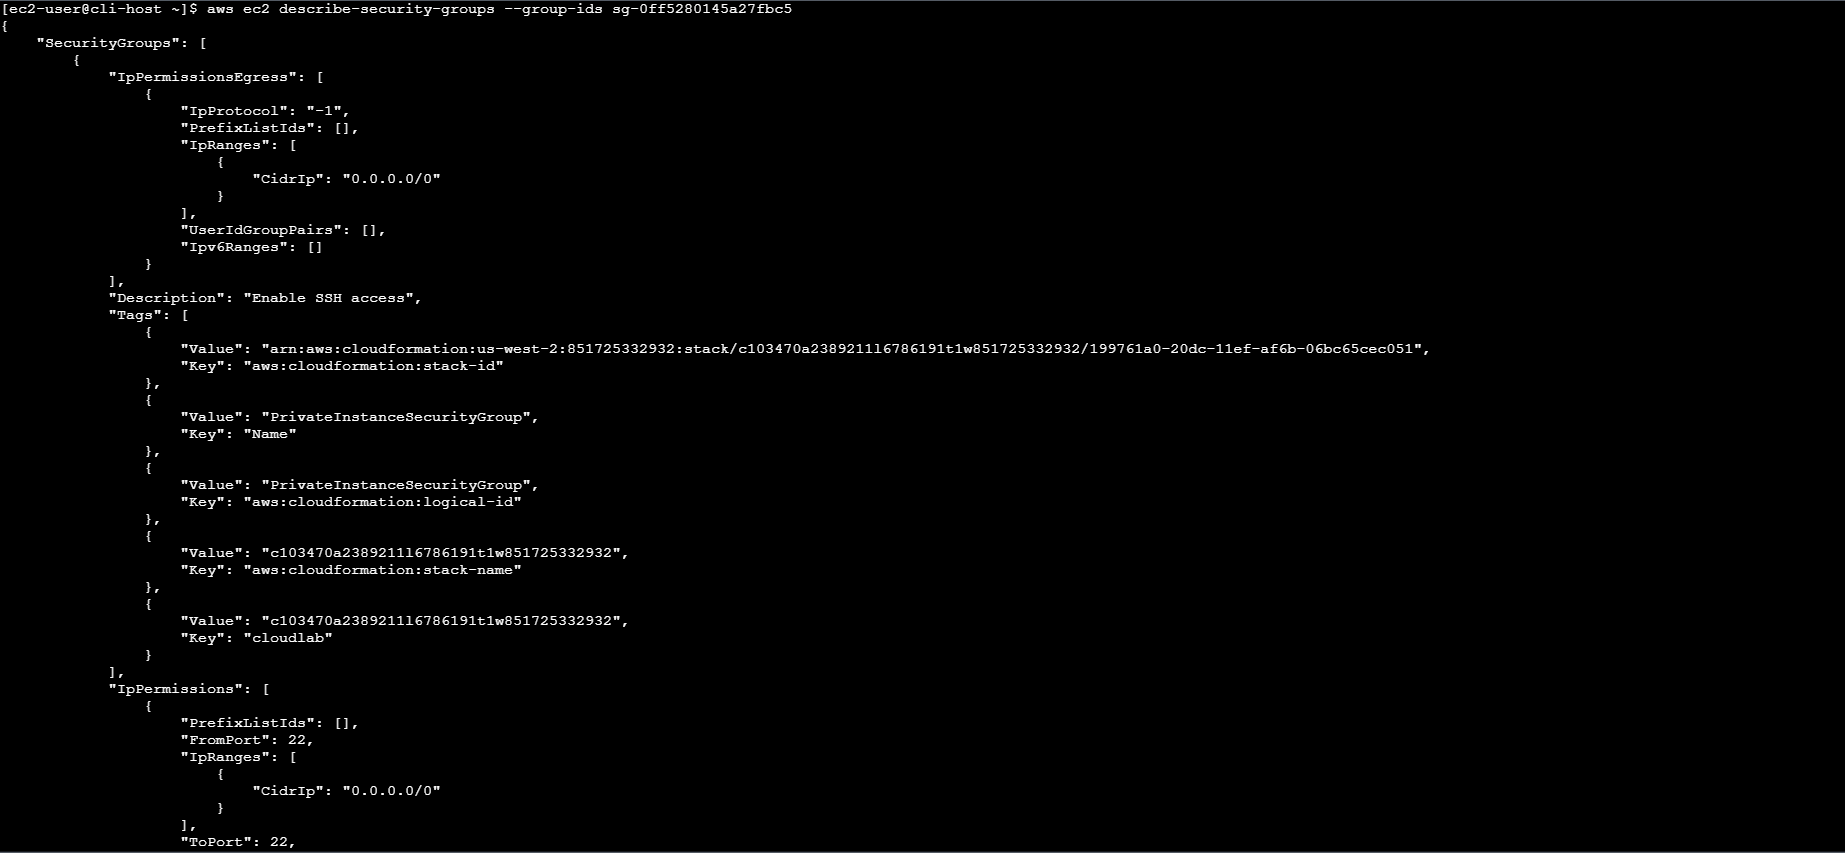 [ec2-user@cli-host ~]$ aws ec2 describe-security-groups --group-ids sg-0ff5280145a27fbc5
{
    "SecurityGroups": [
        {
            "IpPermissionsEgress": [
                {
                    "IpProtocol": "-1",
                    "PrefixListIds": [],
                    "IpRanges": [
                        {
                            "CidrIp": "0.0.0.0/0"
                        }
                    ],
                    "UserIdGroupPairs": [],
                    "Ipv6Ranges": []
                }
            ],
            "Description": "Enable SSH access",
            "Tags": [
                {
                    "Value": "arn:aws:cloudformation:us-west-2:851725332932:stack/c103470a2389211l6786191t1w851725332932/199761a0-20dc-11ef-af6b-06bc65cec051",
                    "Key": "aws:cloudformation:stack-id"
                },
                {
                    "Value": "PrivateInstanceSecurityGroup",
                    "Key": "Name"
                },
                {
                    "Value": "PrivateInstanceSecurityGroup",
                    "Key": "aws:cloudformation:logical-id"
                },
                {
                    "Value": "c103470a2389211l6786191t1w851725332932",
                    "Key": "aws:cloudformation:stack-name"
                },
                {
                    "Value": "c103470a2389211l6786191t1w851725332932",
                    "Key": "cloudlab"
                }
            ],
            "IpPermissions": [
                {
                    "PrefixListIds": [],
                    "FromPort": 22,
                    "IpRanges": [
                        {
                            "CidrIp": "0.0.0.0/0"
                        }
                    ],
                    "ToPort": 22,